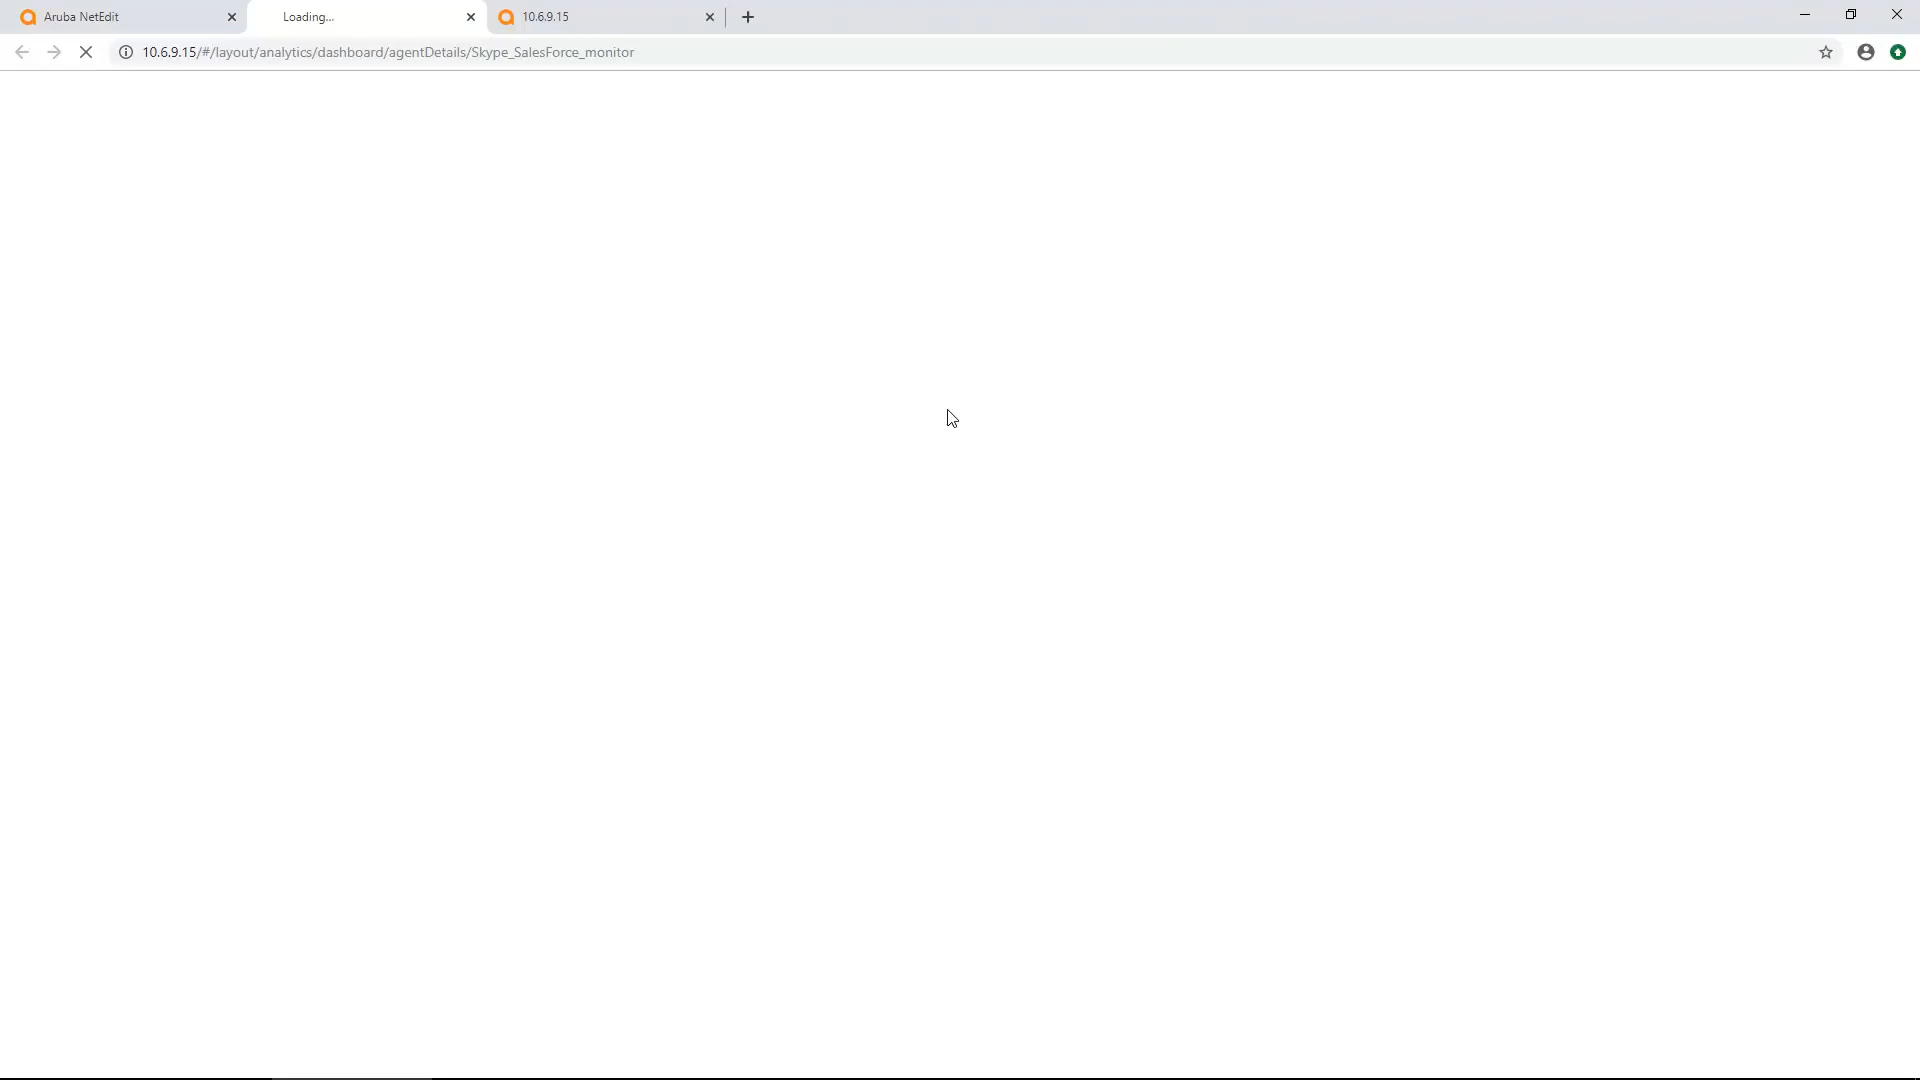 Aruba NetEdit
Loading...
10.6.9.15
10.6.9.15/#/layout/analytics/dashboard/agentDetails/Skype_SalesForce_monitor